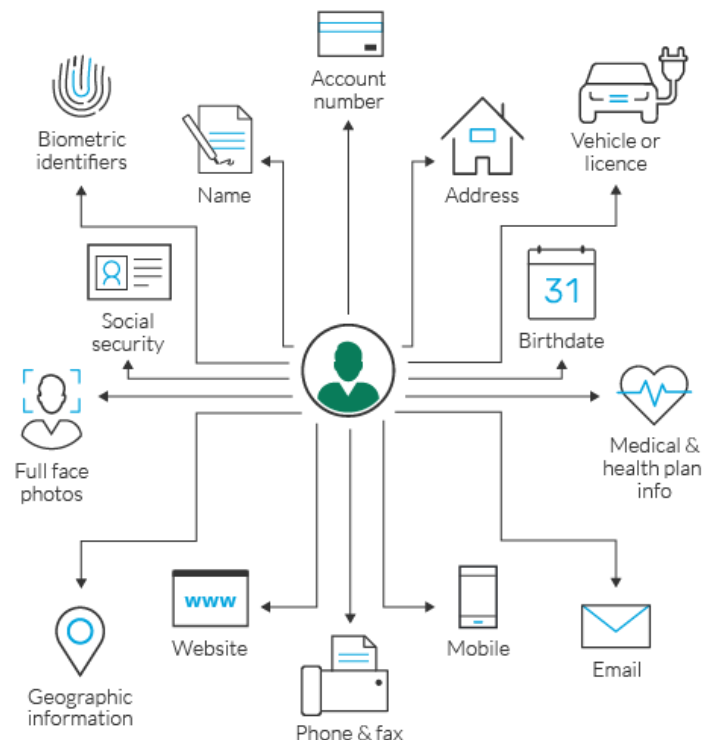 Account
number
Biometric
identifiers
Name
Address
Vehicle or
licence
Social
security
31
Birthdate
Full face
photos
Medical &
health plan
info
www
Website
Mobile
Email
Geographic
information
Phone & fax